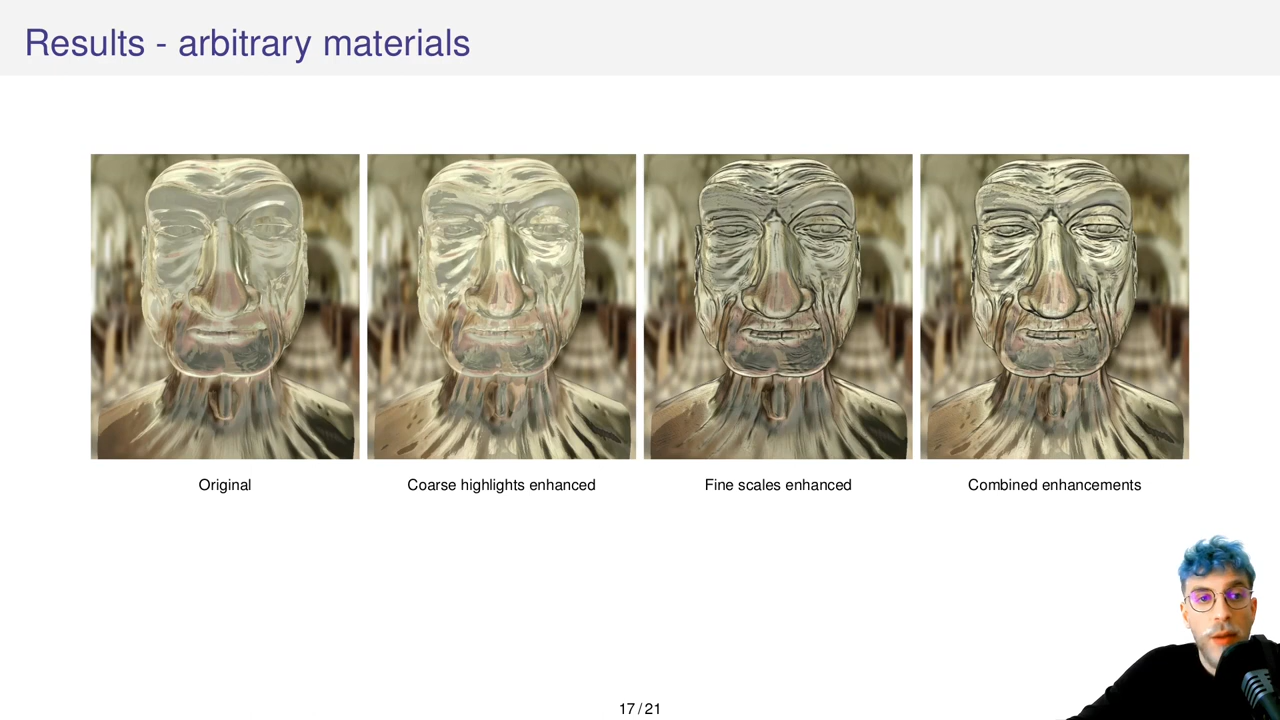 Results - arbitrary materials
Original
Coarse highlights enhanced
Fine scales enhanced
Combined enhancements
17 / 21